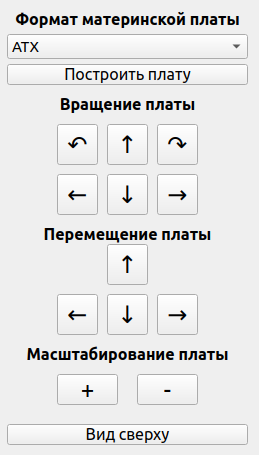 Формат материнской платы
ATX
Построить плату
Вращение платы
↶ ↑ ↷
← ↓ →
Перемещение платы
↑
← ↓ →
Масштабирование платы
+ -
Вид сверху